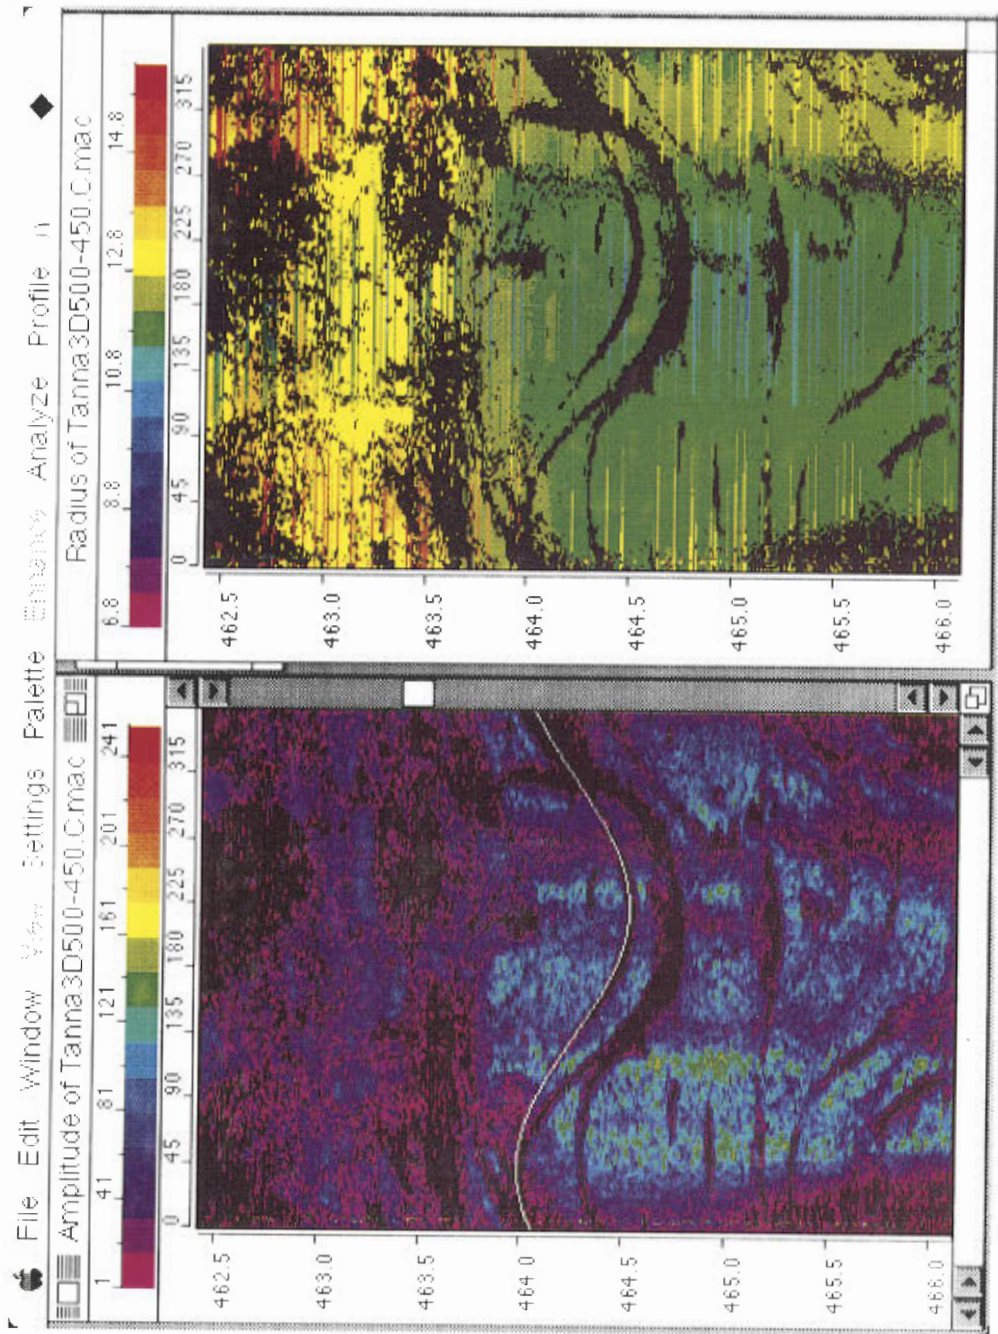 File Edit Window View Settings Palette Enhance Analyze Profile
Amplitude of Tanna3D500-450.C.mac
1 41 81 121 161 201 241
0 45 90 135 180 225 270 315
462.5
463.0
463.5
464.0
464.5
465.0
465.5
466.0
Radius of Tanna3D500-450.C.mac
6.8 8.8 10.8 12.8 14.8
0 45 90 135 180 225 270 315
462.5
463.0
463.5
464.0
464.5
465.0
465.5
466.0